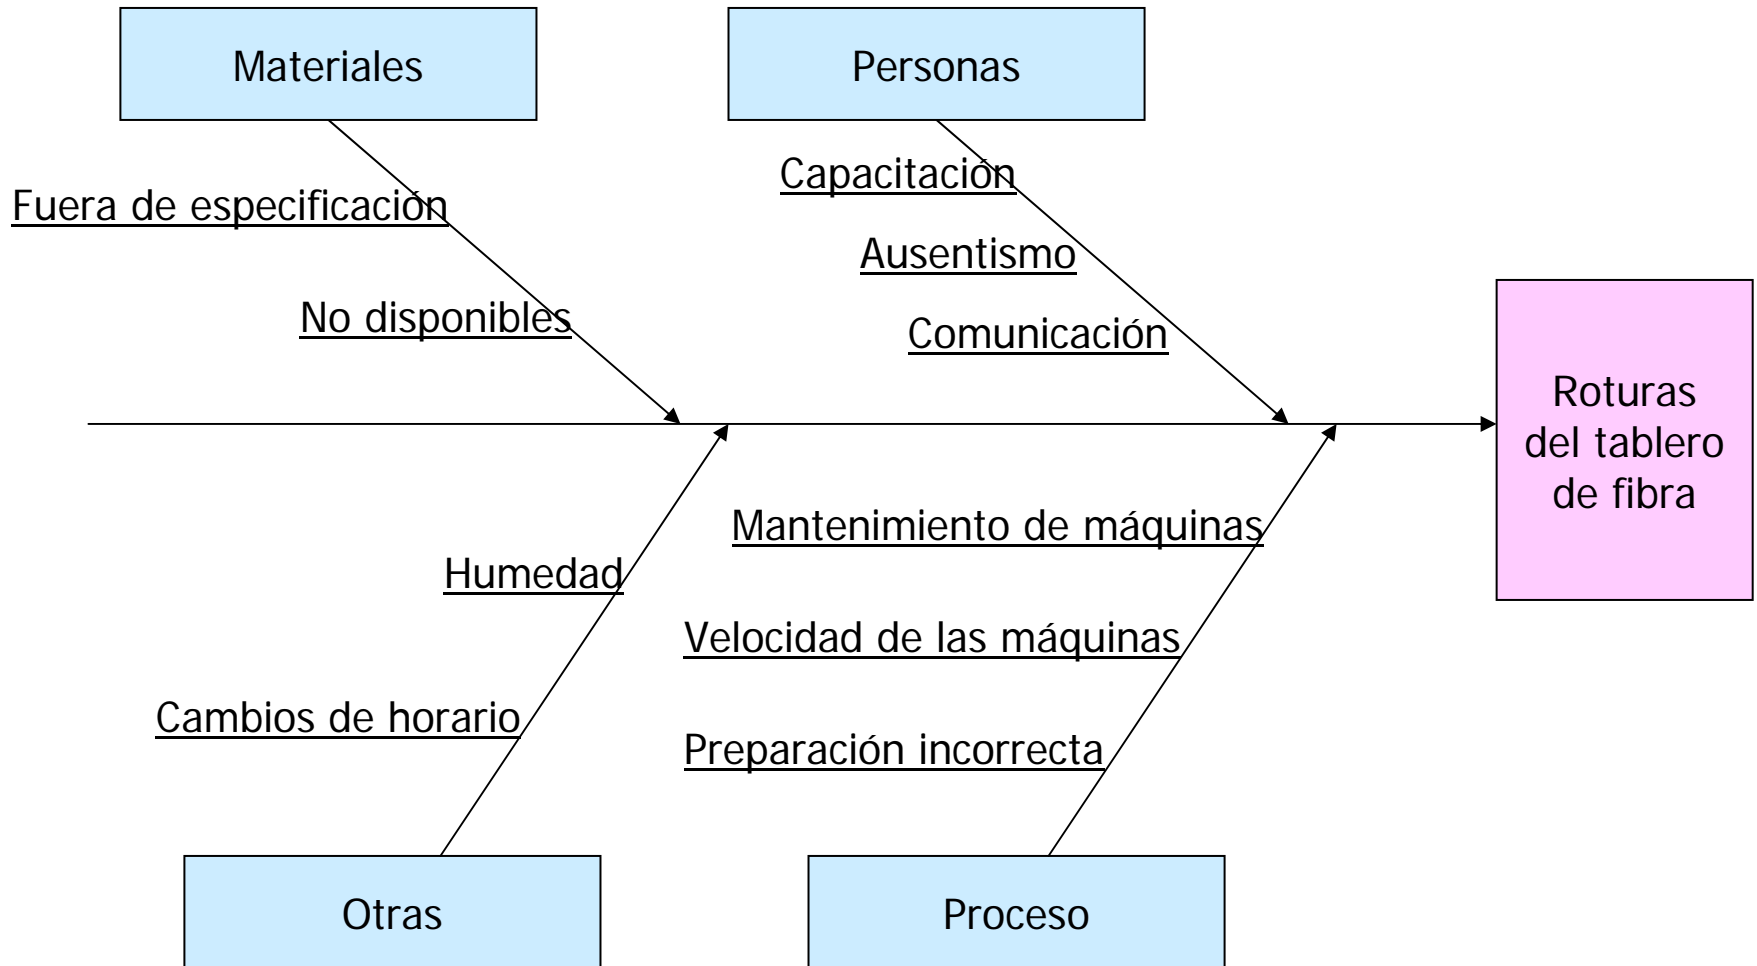 Materiales
Personas
Capacitación
Fuera de especificación
Ausentismo
No disponibles
Comunicación
Roturas
del tablero
de fibra
Mantenimiento de máquinas
Humedad
Velocidad de las máquinas
Cambios de horario
Preparación incorrecta
Otras
Proceso